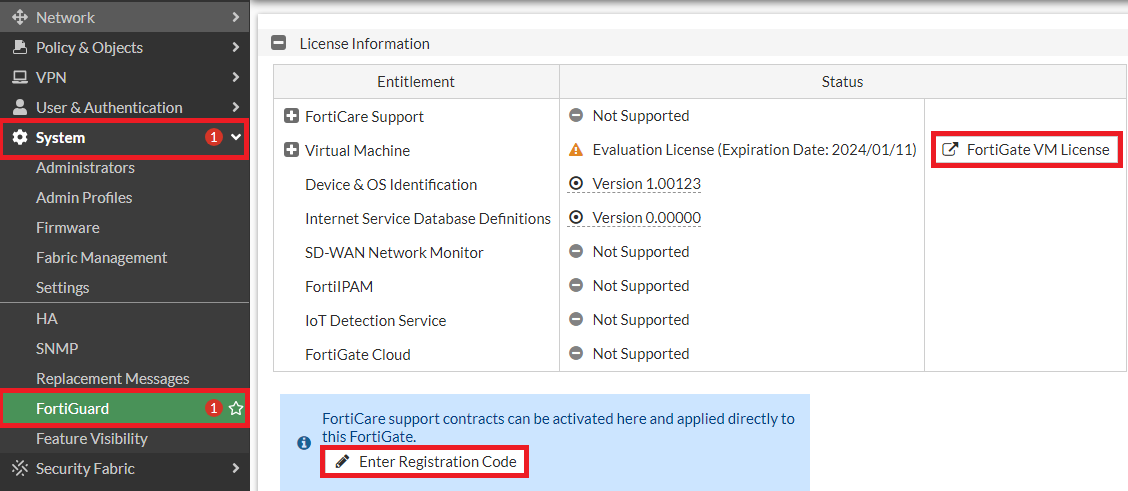 Network
Policy & Objects
VPN
User & Authentication
System 1
Administrators
Admin Profiles
Firmware
Fabric Management
Settings
HA
SNMP
Replacement Messages
FortiGuard 1
Feature Visibility
Security Fabric
License Information
Entitlement Status
FortiCare Support Not Supported
Virtual Machine Evaluation License (Expiration Date: 2024/01/11) FortiGate VM License
Device & OS Identification Version 1.00123
Internet Service Database Definitions Version 0.00000
SD-WAN Network Monitor Not Supported
FortiIPAM Not Supported
IoT Detection Service Not Supported
FortiGate Cloud Not Supported
FortiCare support contracts can be activated here and applied directly to
this FortiGate.
Enter Registration Code